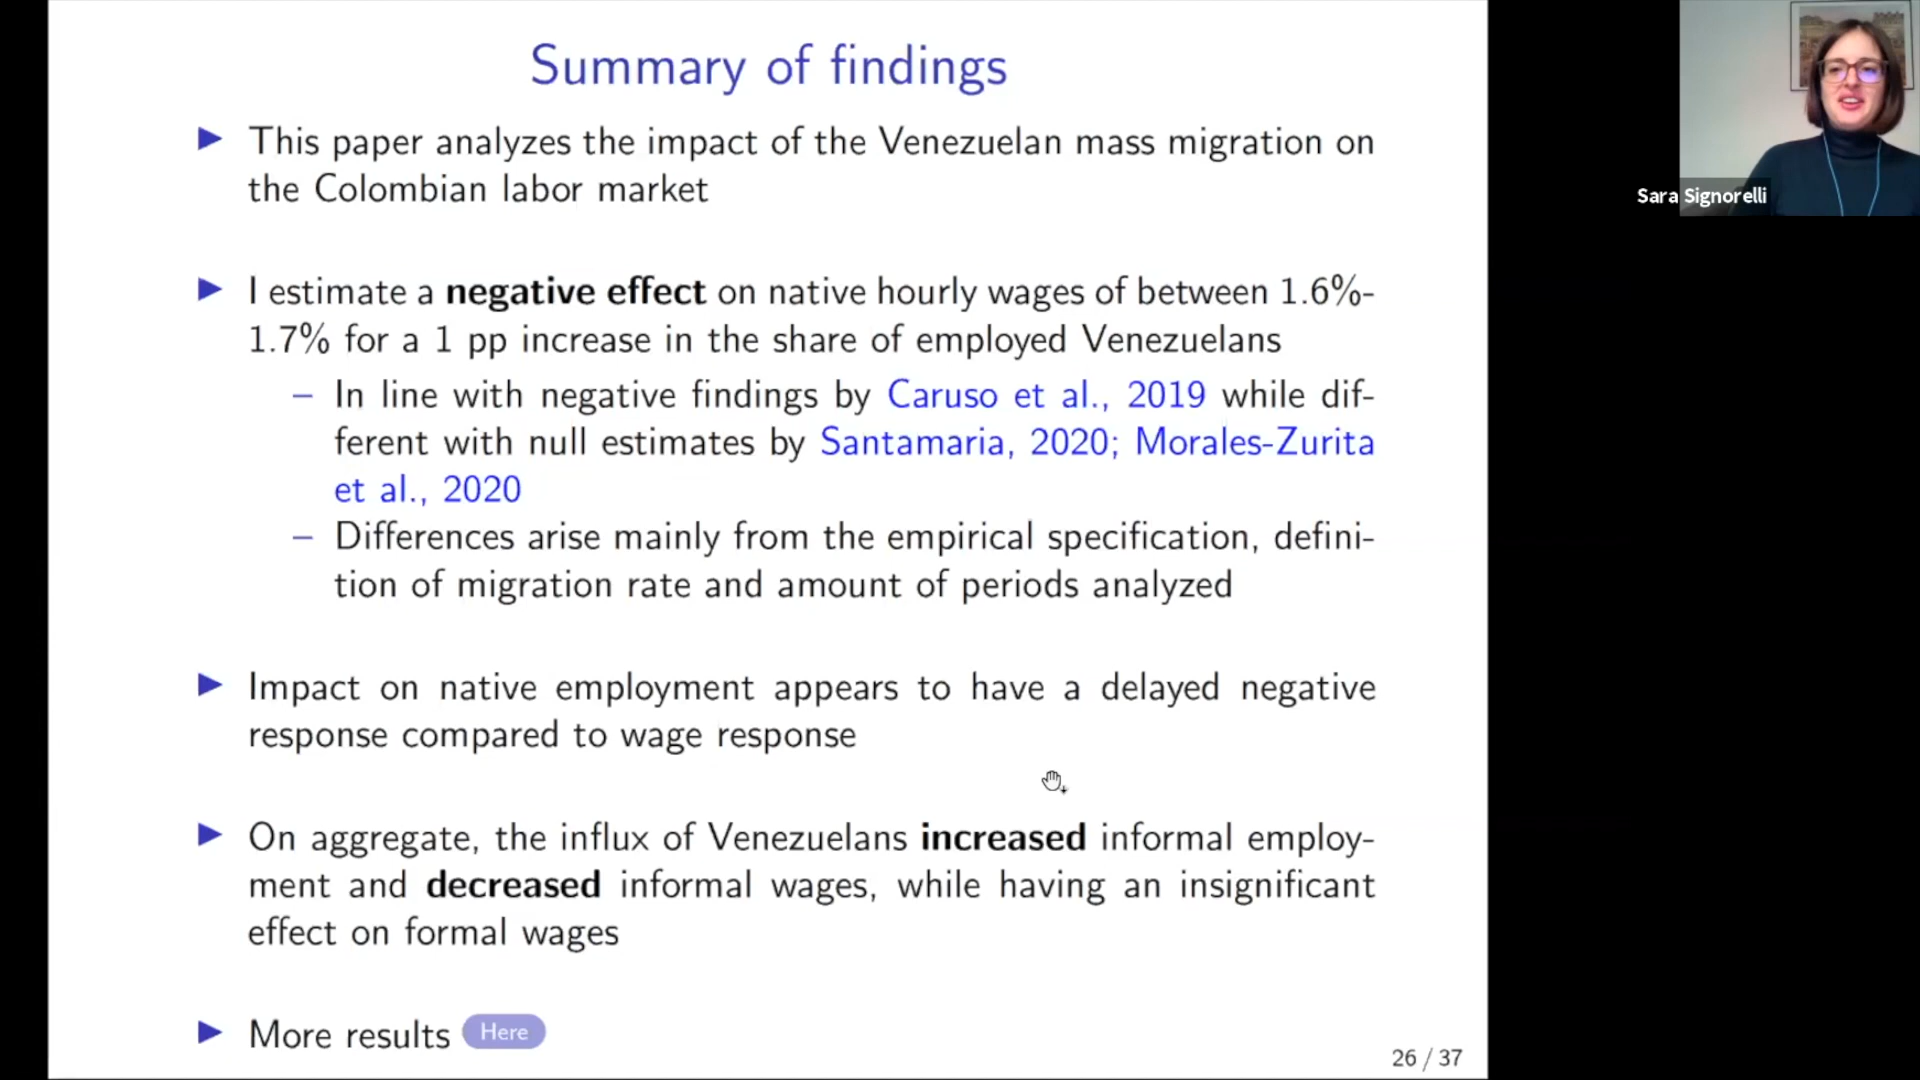 Summary of findings
This paper analyzes the impact of the Venezuelan mass migration on
the Colombian labor market
I estimate a negative effect on native hourly wages of between 1.6%-
1.7% for a 1 pp increase in the share of employed Venezuelans
– In line with negative findings by Caruso et al., 2019 while dif-
ferent with null estimates by Santamaria, 2020; Morales-Zurita
et al., 2020
– Differences arise mainly from the empirical specification, defini-
tion of migration rate and amount of periods analyzed
Impact on native employment appears to have a delayed negative
response compared to wage response
On aggregate, the influx of Venezuelans increased informal employ-
ment and decreased informal wages, while having an insignificant
effect on formal wages
More results Here
26 / 37
Sara Signorelli